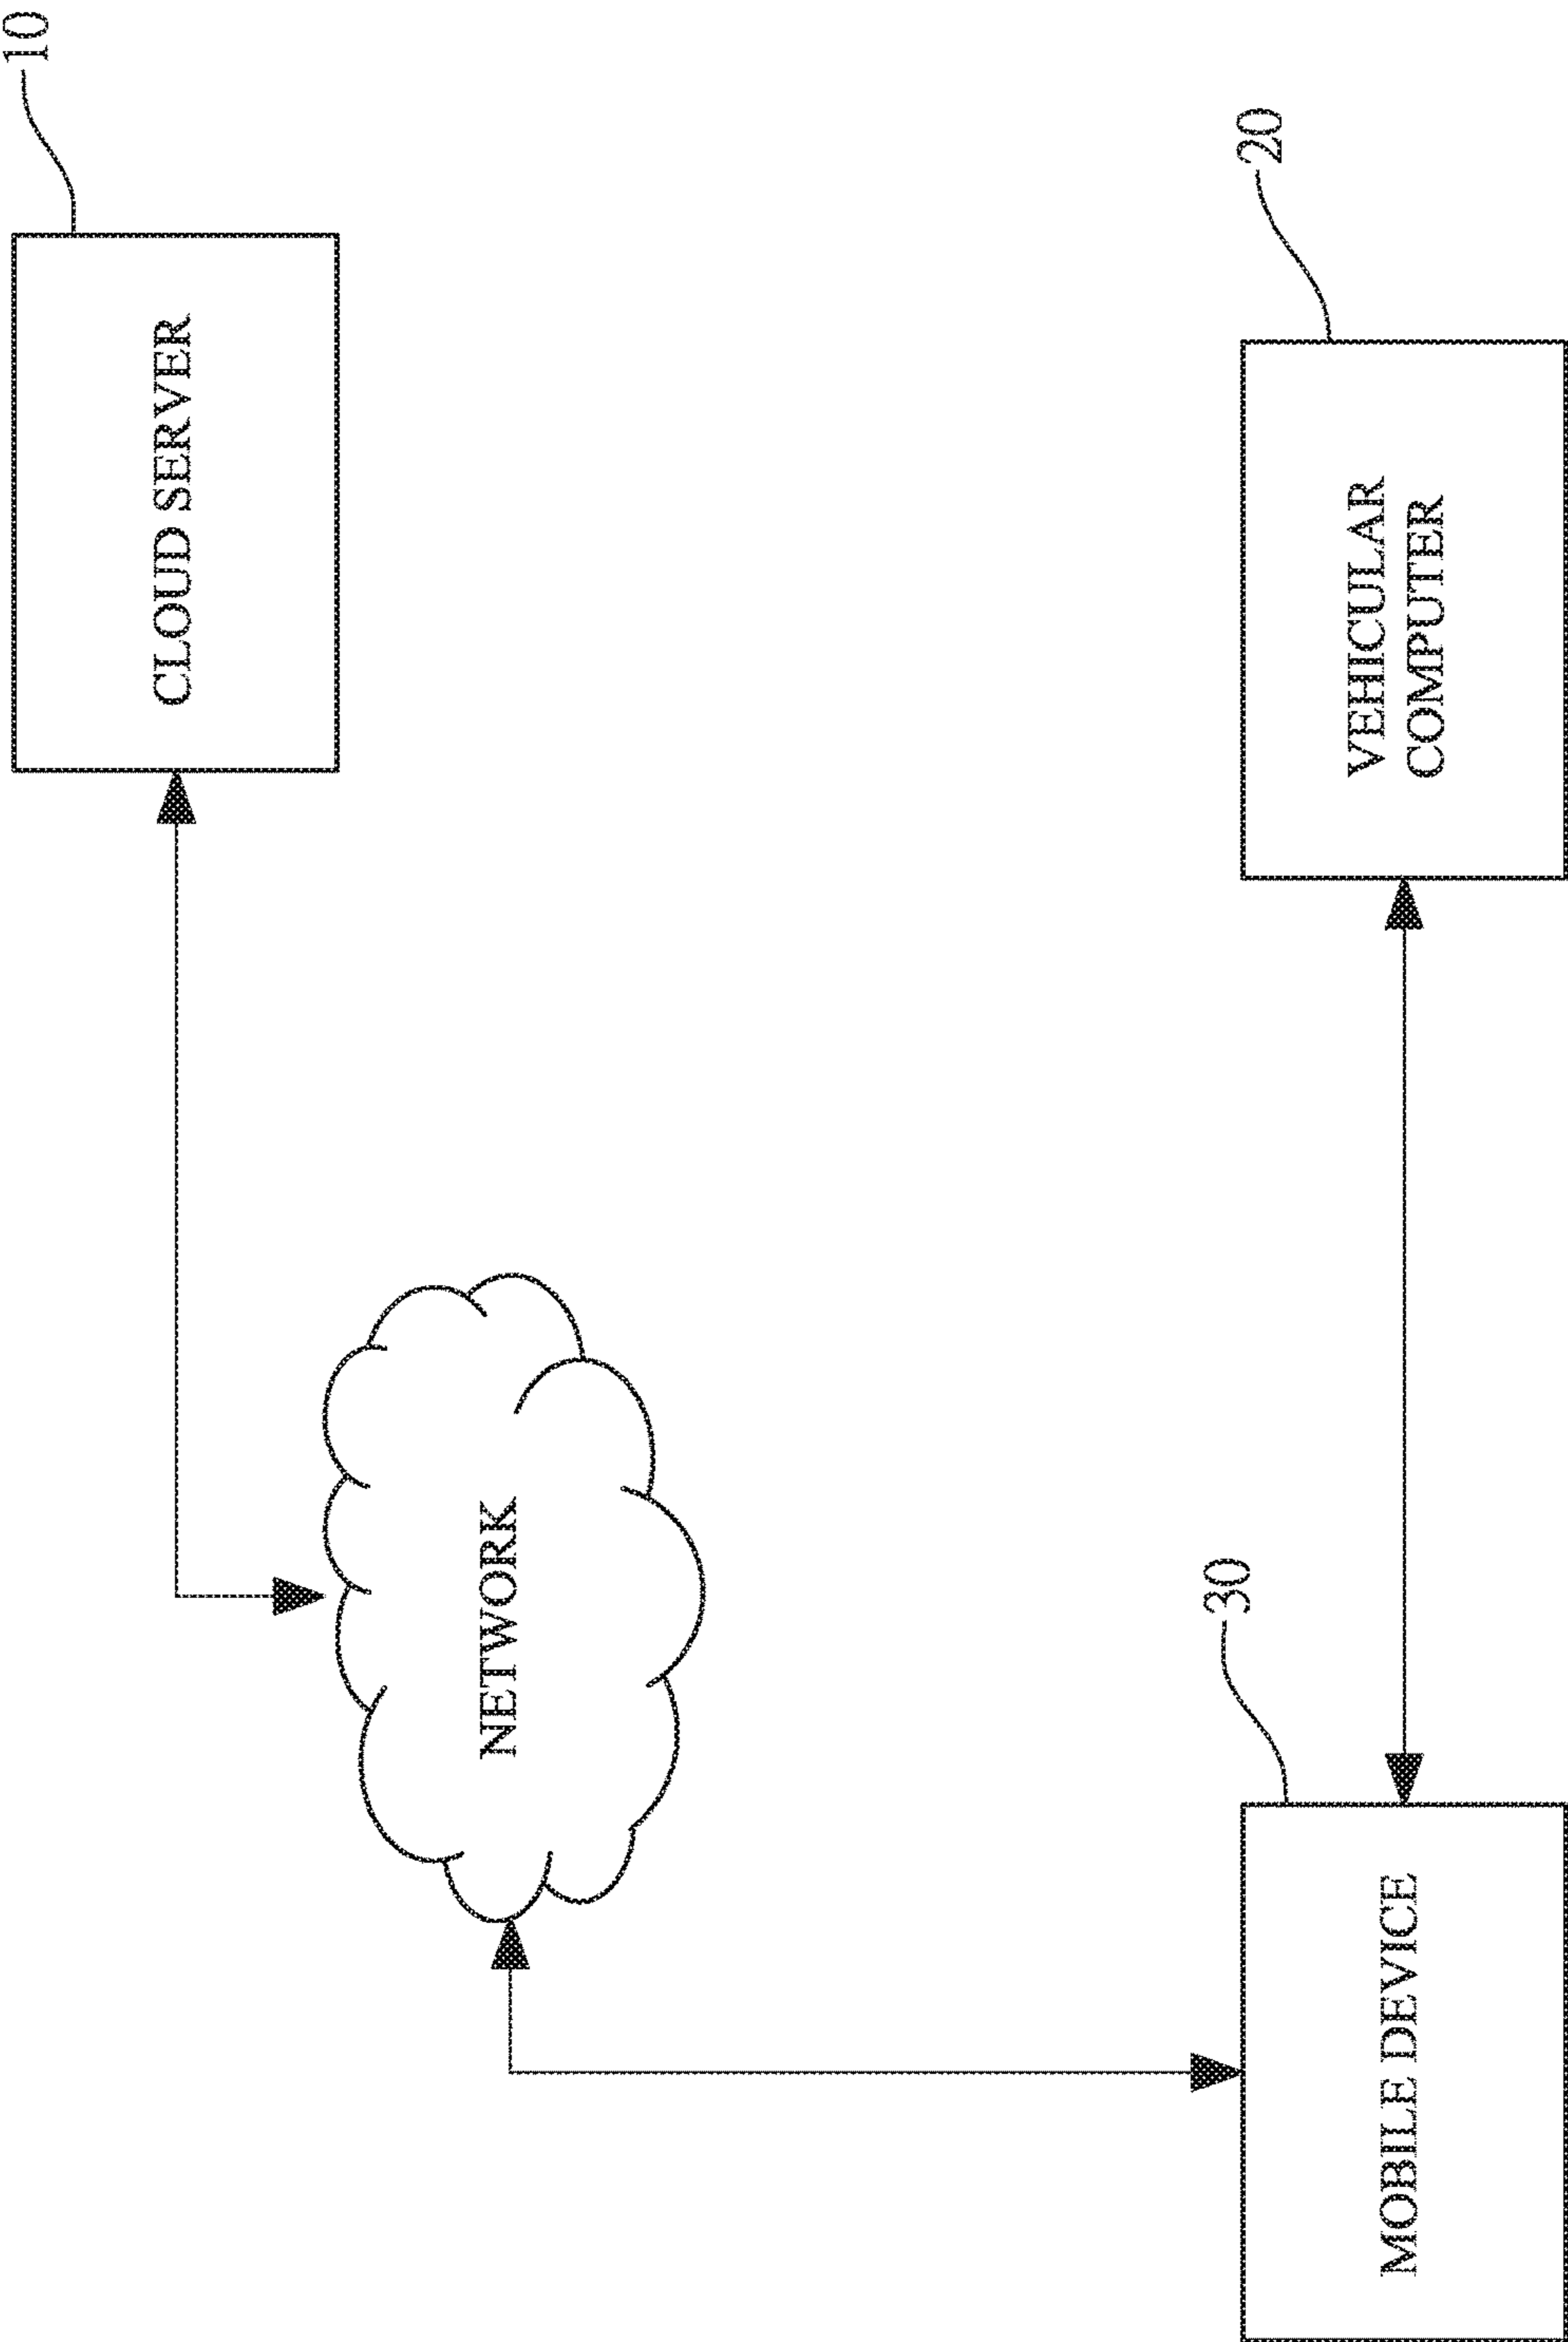 10
CLOUD SERVER
NETWORK
20
VEHICULAR
COMPUTER
30
MOBILE DEVICE